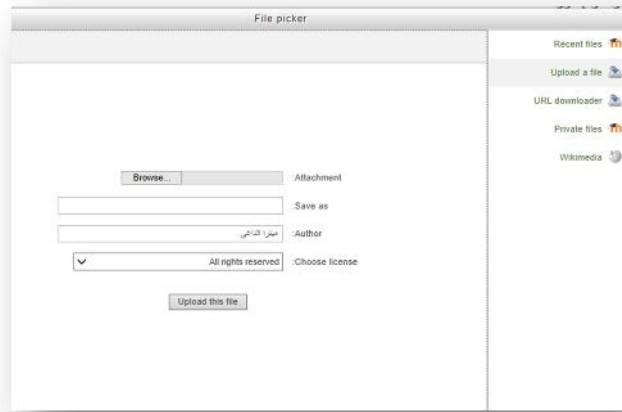 File picker
Recent files
Upload a file
URL downloader
Private files
Wikimedia
Browse... :Attachment
:Save as
:Author
All rights reserved :Choose license
Upload this file